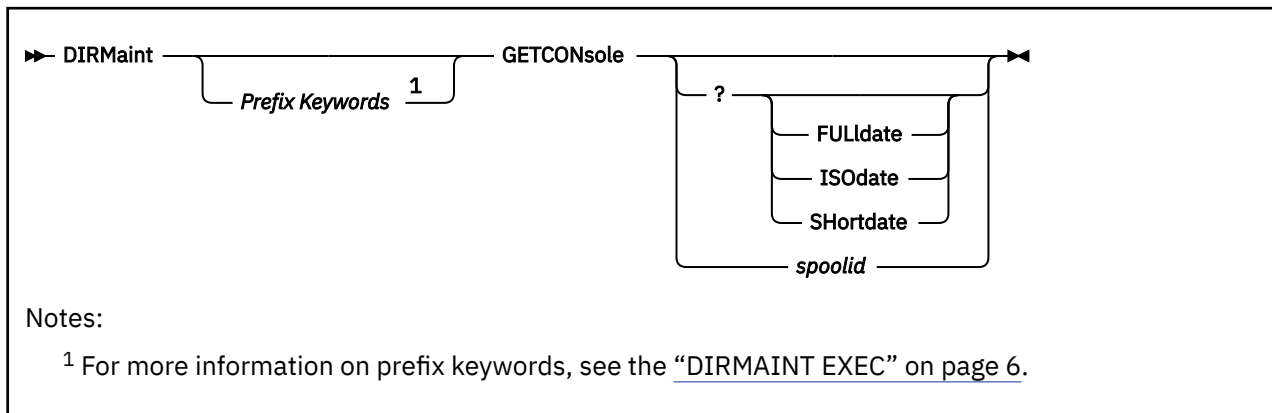 DIRMaint Prefix Keywords 1 GETCONsole ? FULldate ISOdate SHortdate spoolid
Notes:
1 For more information on prefix keywords, see the “DIRMAINT EXEC” on page 6.